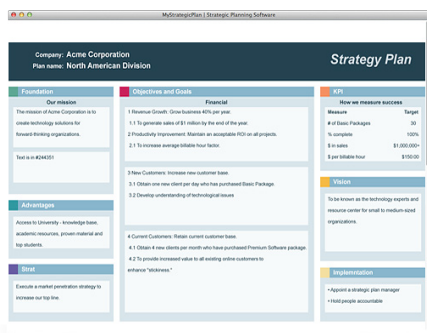 MyStrategicPlan | Strategic Planning Software
Company: Acme Corporation
Plan name: North American Division
Strategy Plan
Foundation
Our mission
The mission of Acme Corporation is to
create technology solutions for
forward-thinking organizations.
Text is in #244351
Advantages
Access to University - knowledge base,
academic resources, proven material and
top students.
Strat
Execute a market penetration strategy to
increase our top line.
Objectives and Goals
Financial
1 Revenue Growth: Grow business 40% per year.
1.1 To generate sales of $1 million by the end of the year.
2 Productivity Improvement: Maintain an acceptable ROI on all projects.
2.1 To increase average billable hour factor.
3 New Customers: Increase new customer base.
3.1 Obtain one new client per day who has purchased Basic Package.
3.2 Develop understanding of technological issues
4 Current Customers: Retain current customer base.
4.1 Obtain 4 new clients per month who have purchased Premium Software package
4.2 To provide increased value to all existing online customers to
enhance "stickiness."
KPI
How we measure success
Measure Target
# of Basic Packages 30
% complete 100%
$ in sales $1,000,000+
$ per billable hour $150.00
Vision
To be known as the technology experts and
resource center for small to medium-sized
organizations.
Implemntation
• Appoint a strategic plan manager
• Hold people accountable